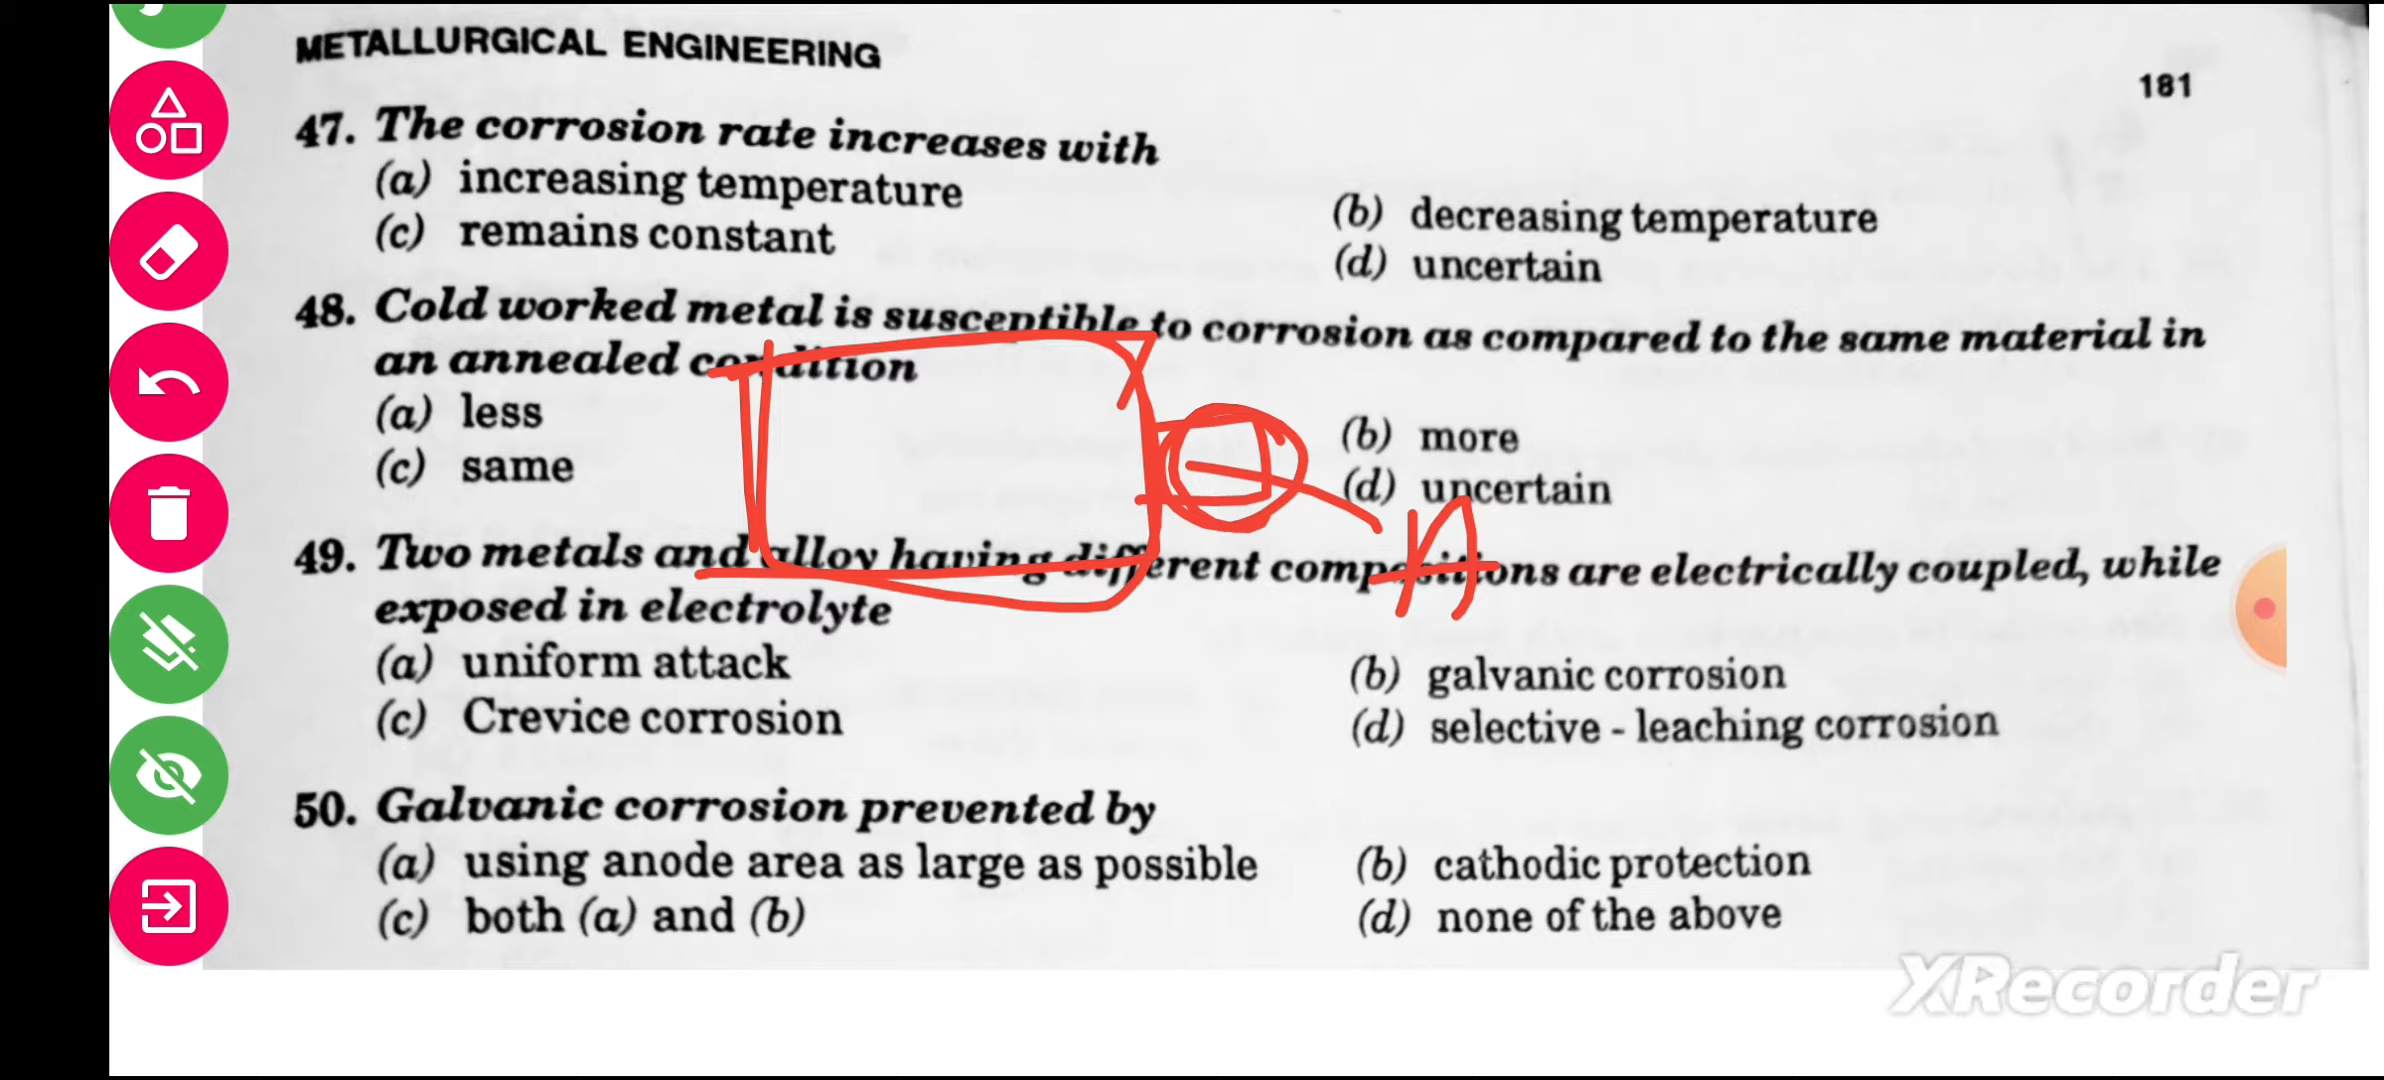 METALLURGICAL ENGINEERING
181
47. The corrosion rate increases with
(a) increasing temperature
(b) decreasing temperature
(c) remains constant
(d) uncertain
48. Cold worked metal is susceptible to corrosion as compared to the same material in
an annealed condition
(a) less
(b) more
(c) same
(d) uncertain
49. Two metals and alloy having different compositions are electrically coupled, while
exposed in electrolyte
(a) uniform attack
(b) galvanic corrosion
(c) Crevice corrosion
(d) selective - leaching corrosion
50. Galvanic corrosion prevented by
(a) using anode area as large as possible
(b) cathodic protection
(c) both (a) and (b)
(d) none of the above
A
XRecorder